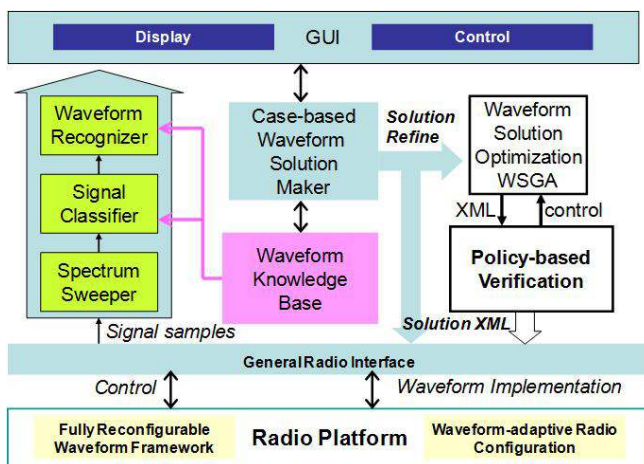 Display
GUI
Control
Waveform
Recognizer
Signal
Classifier
Spectrum
Sweeper
Signal samples
Case-based
Waveform
Solution
Maker
Waveform
Knowledge
Base
Solution
Refine
Waveform
Solution
Optimization
WSGA
XML
control
Policy-based
Verification
Solution XML
General Radio Interface
Control
Waveform Implementation
Fully Reconfigurable
Waveform Framework
Radio Platform
Waveform-adaptive Radio
Configuration